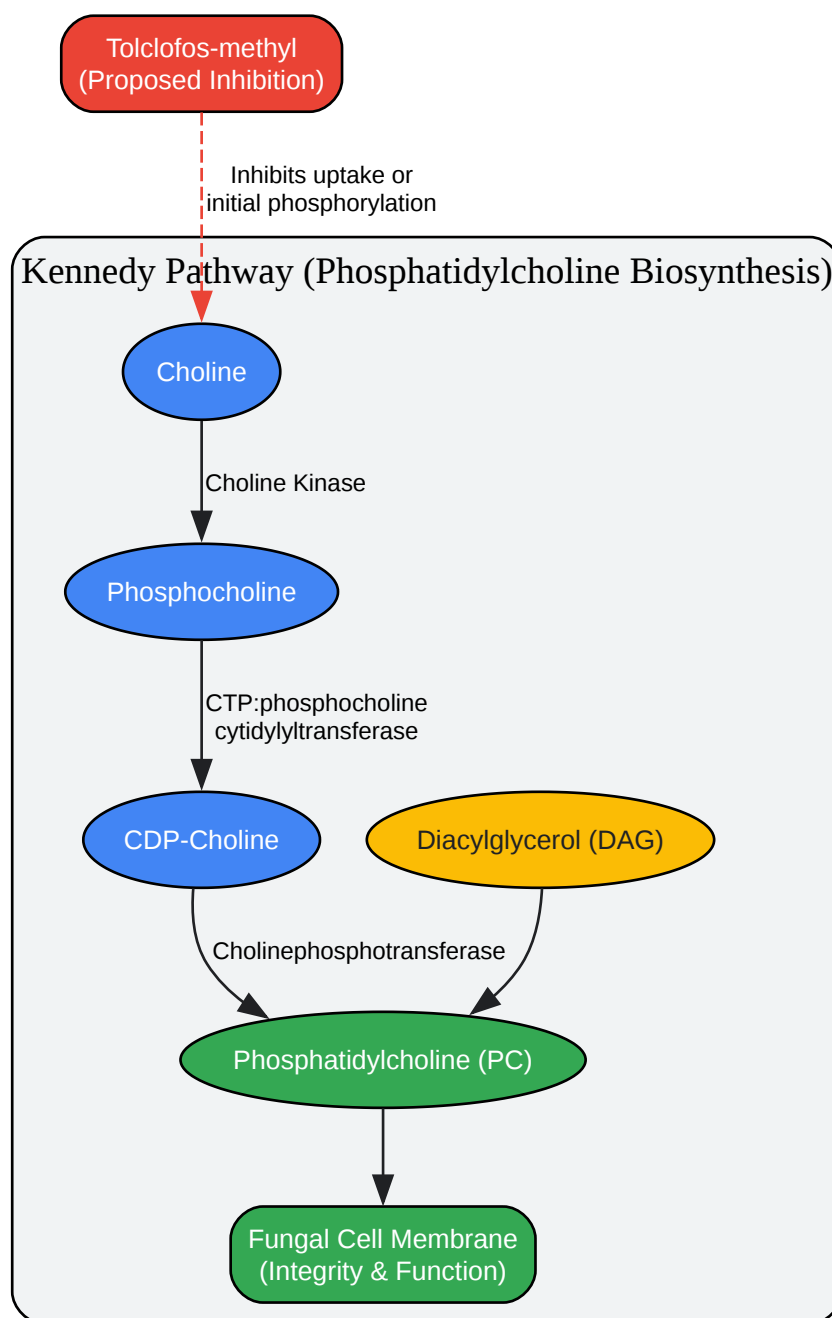 Tolclofos-methyl
(Proposed Inhibition)
Inhibits uptake or
initial phosphorylation
Kennedy Pathway (Phosphatidylcholine Biosynthesis)
Choline
Choline Kinase
Phosphocholine
CTP:phosphocholine
cytidylyltransferase
CDP-Choline
Diacylglycerol (DAG)
Cholinephosphotransferase
Phosphatidylcholine (PC)
Fungal Cell Membrane
(Integrity & Function)